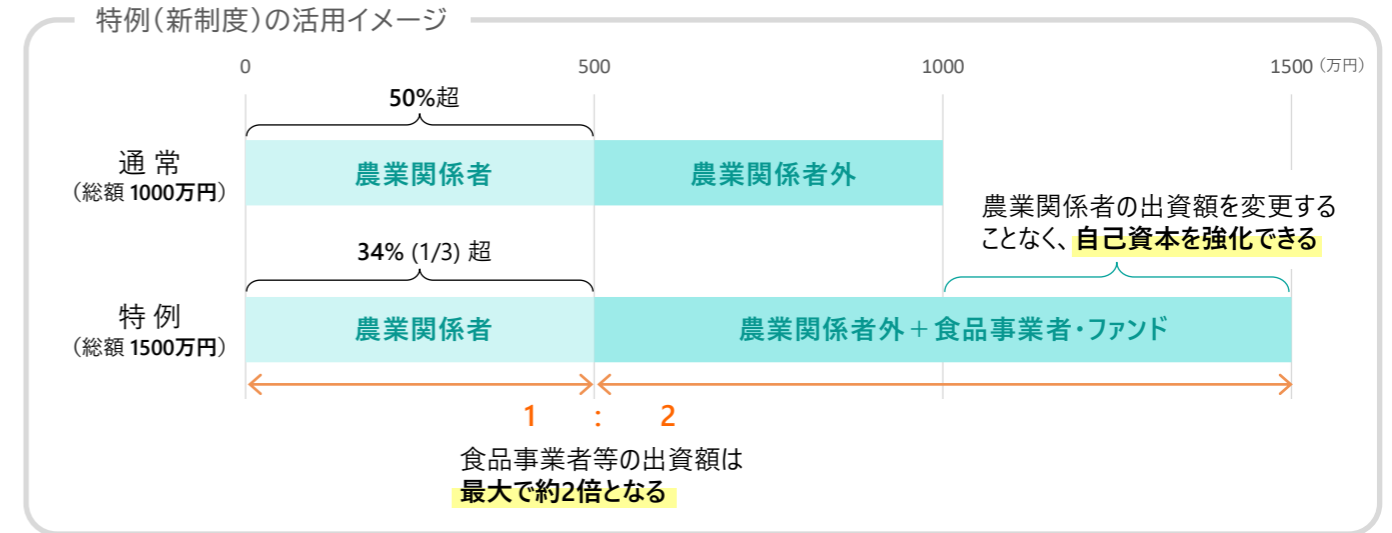 特例（新制度）の活用イメージ
0 500 1000 1500（万円）
50%超
通 常
（総額 1000万円）
農業関係者
農業関係者外
農業関係者の出資額を変更する
ことなく、自己資本を強化できる
34% (1/3) 超
特 例
（総額 1500万円）
農業関係者
農業関係者外＋食品事業者・ファンド
1 : 2
食品事業者等の出資額は
最大で約2倍となる